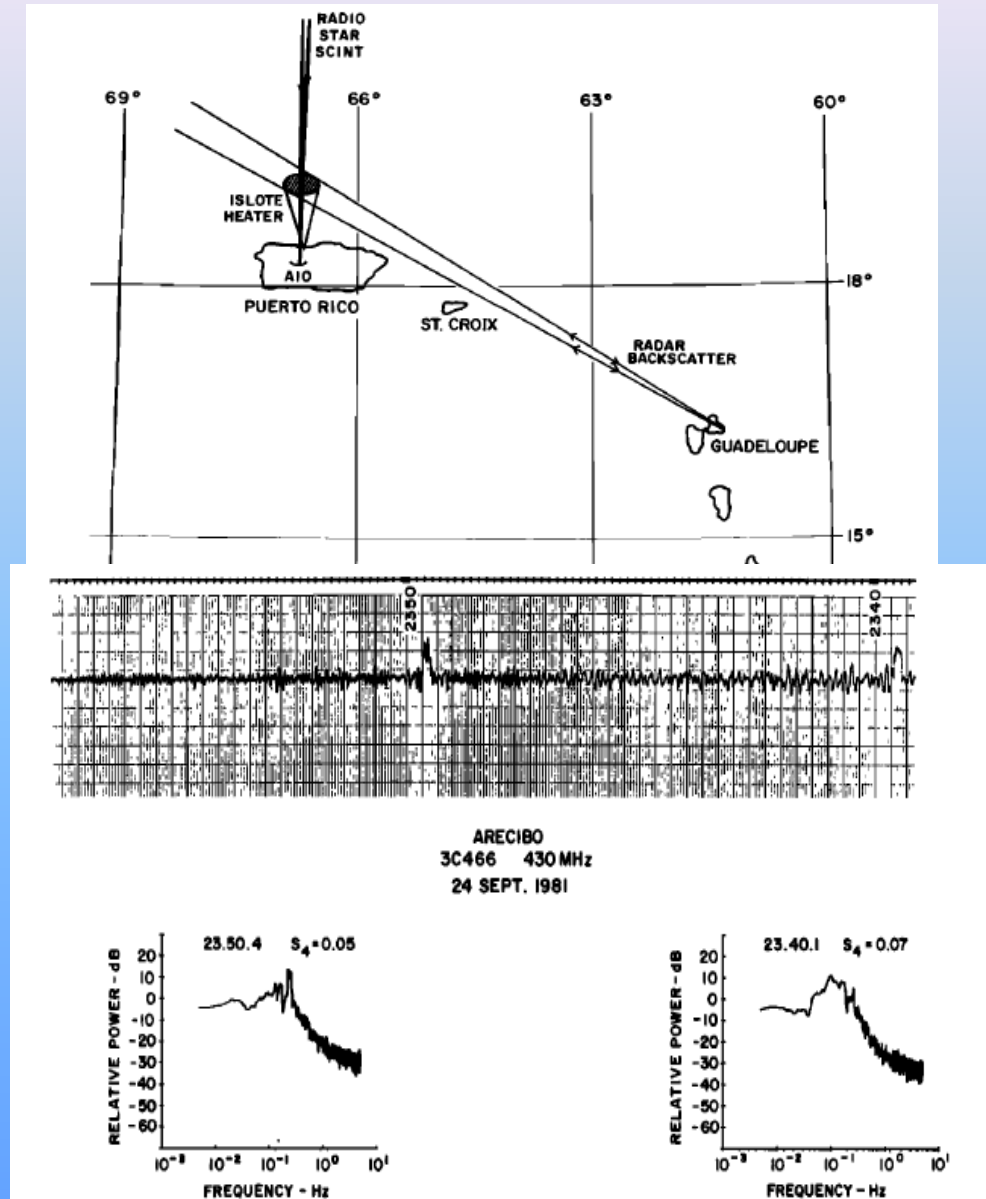 RADIO
STAR
SCINT
69°
66°
63°
60°
ISLOTE
HEATER
AIO
PUERTO RICO
18°
ST. CROIX
RADAR
BACKSCATTER
GUADELOUPE
15°
2350
2340
ARECIBO
3C466 430 MHz
24 SEPT. 1981
23.50.4 S4=0.05
RELATIVE POWER-dB
20
10
0
-10
-20
-30
-40
-50
-60
10⁻³ 10⁻² 10⁻¹ 10⁰ 10¹
FREQUENCY - Hz
23.40.1 S4=0.07
RELATIVE POWER-dB
20
10
0
-10
-20
-30
-40
-50
-60
10⁻³ 10⁻² 10⁻¹ 10⁰ 10¹
FREQUENCY - Hz